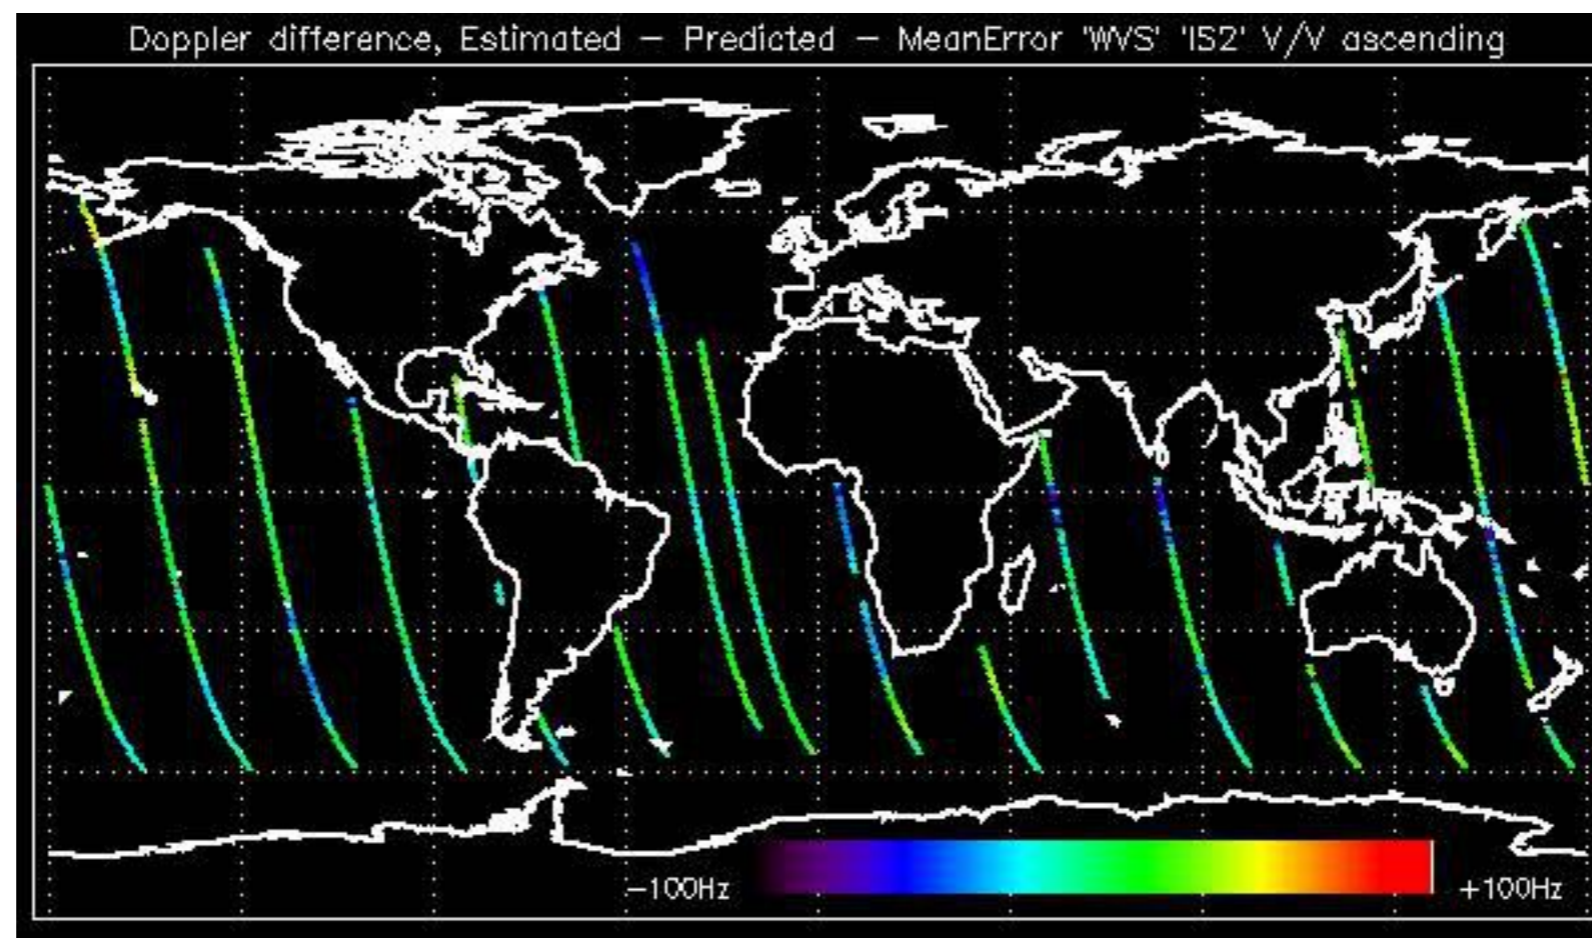 Doppler difference, Estimated – Predicted – MeanError 'WVS' 'IS2' V/V ascending
–100Hz
+100Hz